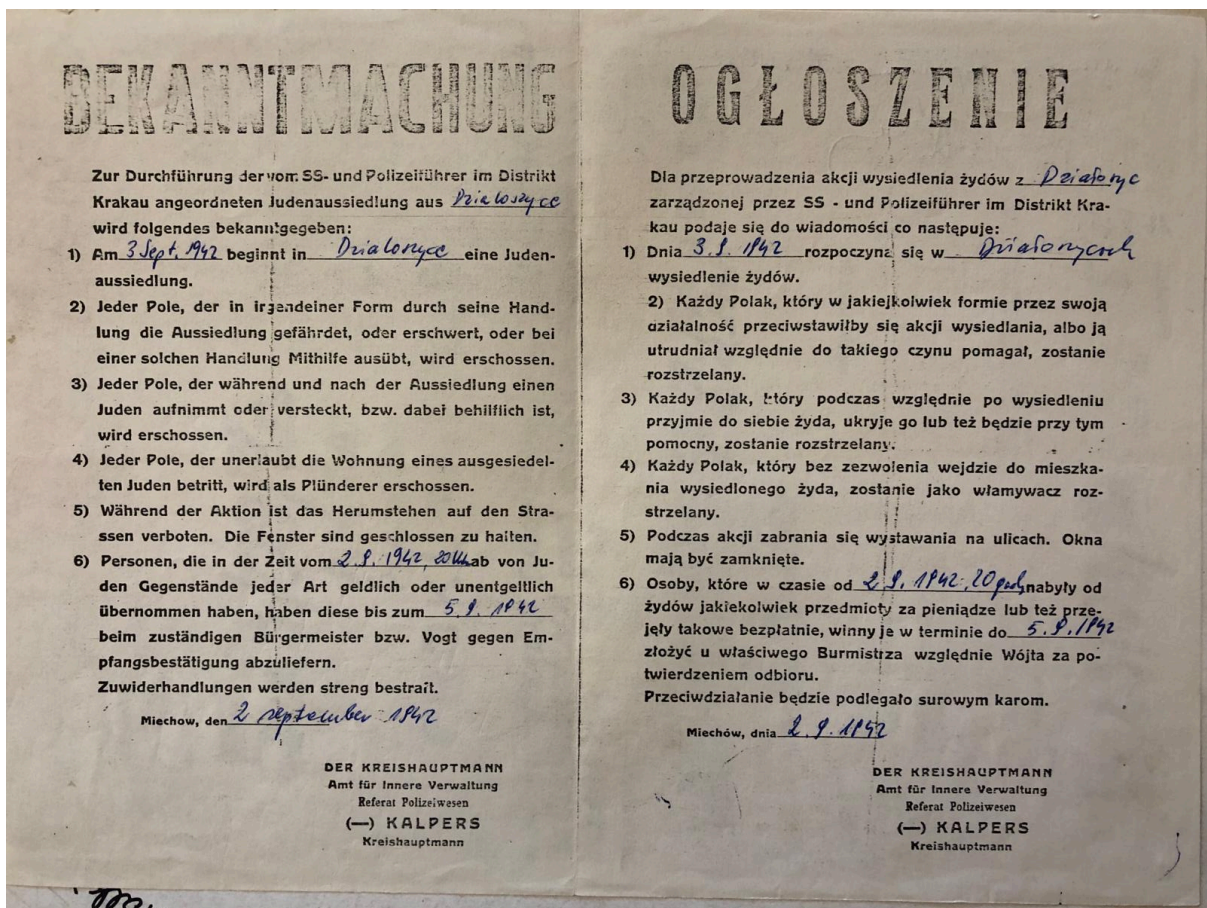 BEKANNTMACHUNG
Zur Durchführung der vom SS- und Polizeiführer im Distrikt
Krakau angeordneten Judenaussiedlung aus Dzialoszyce
wird folgendes bekanntgegeben:
1) Am 3 Sept. 1942 beginnt in Dzialoszyce eine Juden-
aussiedlung.
2) Jeder Pole, der in irgendeiner Form durch seine Hand-
lung die Aussiedlung gefährdet, oder erschwert, oder bei
einer solchen Handlung Mithilfe ausübt, wird erschossen.
3) Jeder Pole, der während und nach der Aussiedlung einen
Juden aufnimmt oder versteckt, bzw. dabei behilflich ist,
wird erschossen.
4) Jeder Pole, der unerlaubt die Wohnung eines ausgesiedel-
ten Juden betritt, wird als Plünderer erschossen.
5) Während der Aktion ist das Herumstehen auf den Stra-
ssen verboten. Die Fenster sind geschlossen zu halten.
6) Personen, die in der Zeit vom 2.9.1942, 20 Uh. ab von Ju-
den Gegenstände jeder Art geldlich oder unentgeltlich
übernommen haben, haben diese bis zum 5.9.1942
beim zuständigen Bürgermeister bzw. Vogt gegen Em-
pfangsbestätigung abzuliefern.
Zuwiderhandlungen werden streng bestraft.
Miechow, den 2 september 1942
DER KREISHAUPTMANN
Amt für Innere Verwaltung
Referat Polizeiwesen
(—) KALPERS
Kreishauptmann
OGŁOSZENIE
Dla przeprowadzenia akcji wysiedlenia żydów z Działoszyc
zarządzonej przez SS - und Polizeiführer im Distrikt Kra-
kau podaje się do wiadomości co następuje:
1) Dnia 3.9.1942 rozpoczyna się w Działoszycach
wysiedlenie żydów.
2) Każdy Polak, który w jakiejkolwiek formie przez swoją
działalność przeciwstawiłby się akcji wysiedlania, albo ją
utrudniał względnie do takiego czynu pomagał, zostanie
rozstrzelany.
3) Każdy Polak, który podczas względnie po wysiedleniu
przyjmie do siebie żyda, ukryje go lub też będzie przy tym
pomocny, zostanie rozstrzelany.
4) Każdy Polak, który bez zezwolenia wejdzie do mieszka-
nia wysiedlonego żyda, zostanie jako włamywacz roz-
strzelany.
5) Podczas akcji zabrania się wystawania na ulicach. Okna
mają być zamknięte.
6) Osoby, które w czasie od 2.9.1942. 20 godz nabyły od
żydów jakiekolwiek przedmioty za pieniądze lub też prze-
jęły takowe bezpłatnie, winny je w terminie do 5.9.1942
złożyć u właściwego Burmistrza względnie Wójta za po-
twierdzeniem odbioru.
Przeciwdziałanie będzie podlegało surowym karom.
Miechów, dnia 2.9.1942
DER KREISHAUPTMANN
Amt für Innere Verwaltung
Referat Polizeiwesen
(—) KALPERS
Kreishauptmann